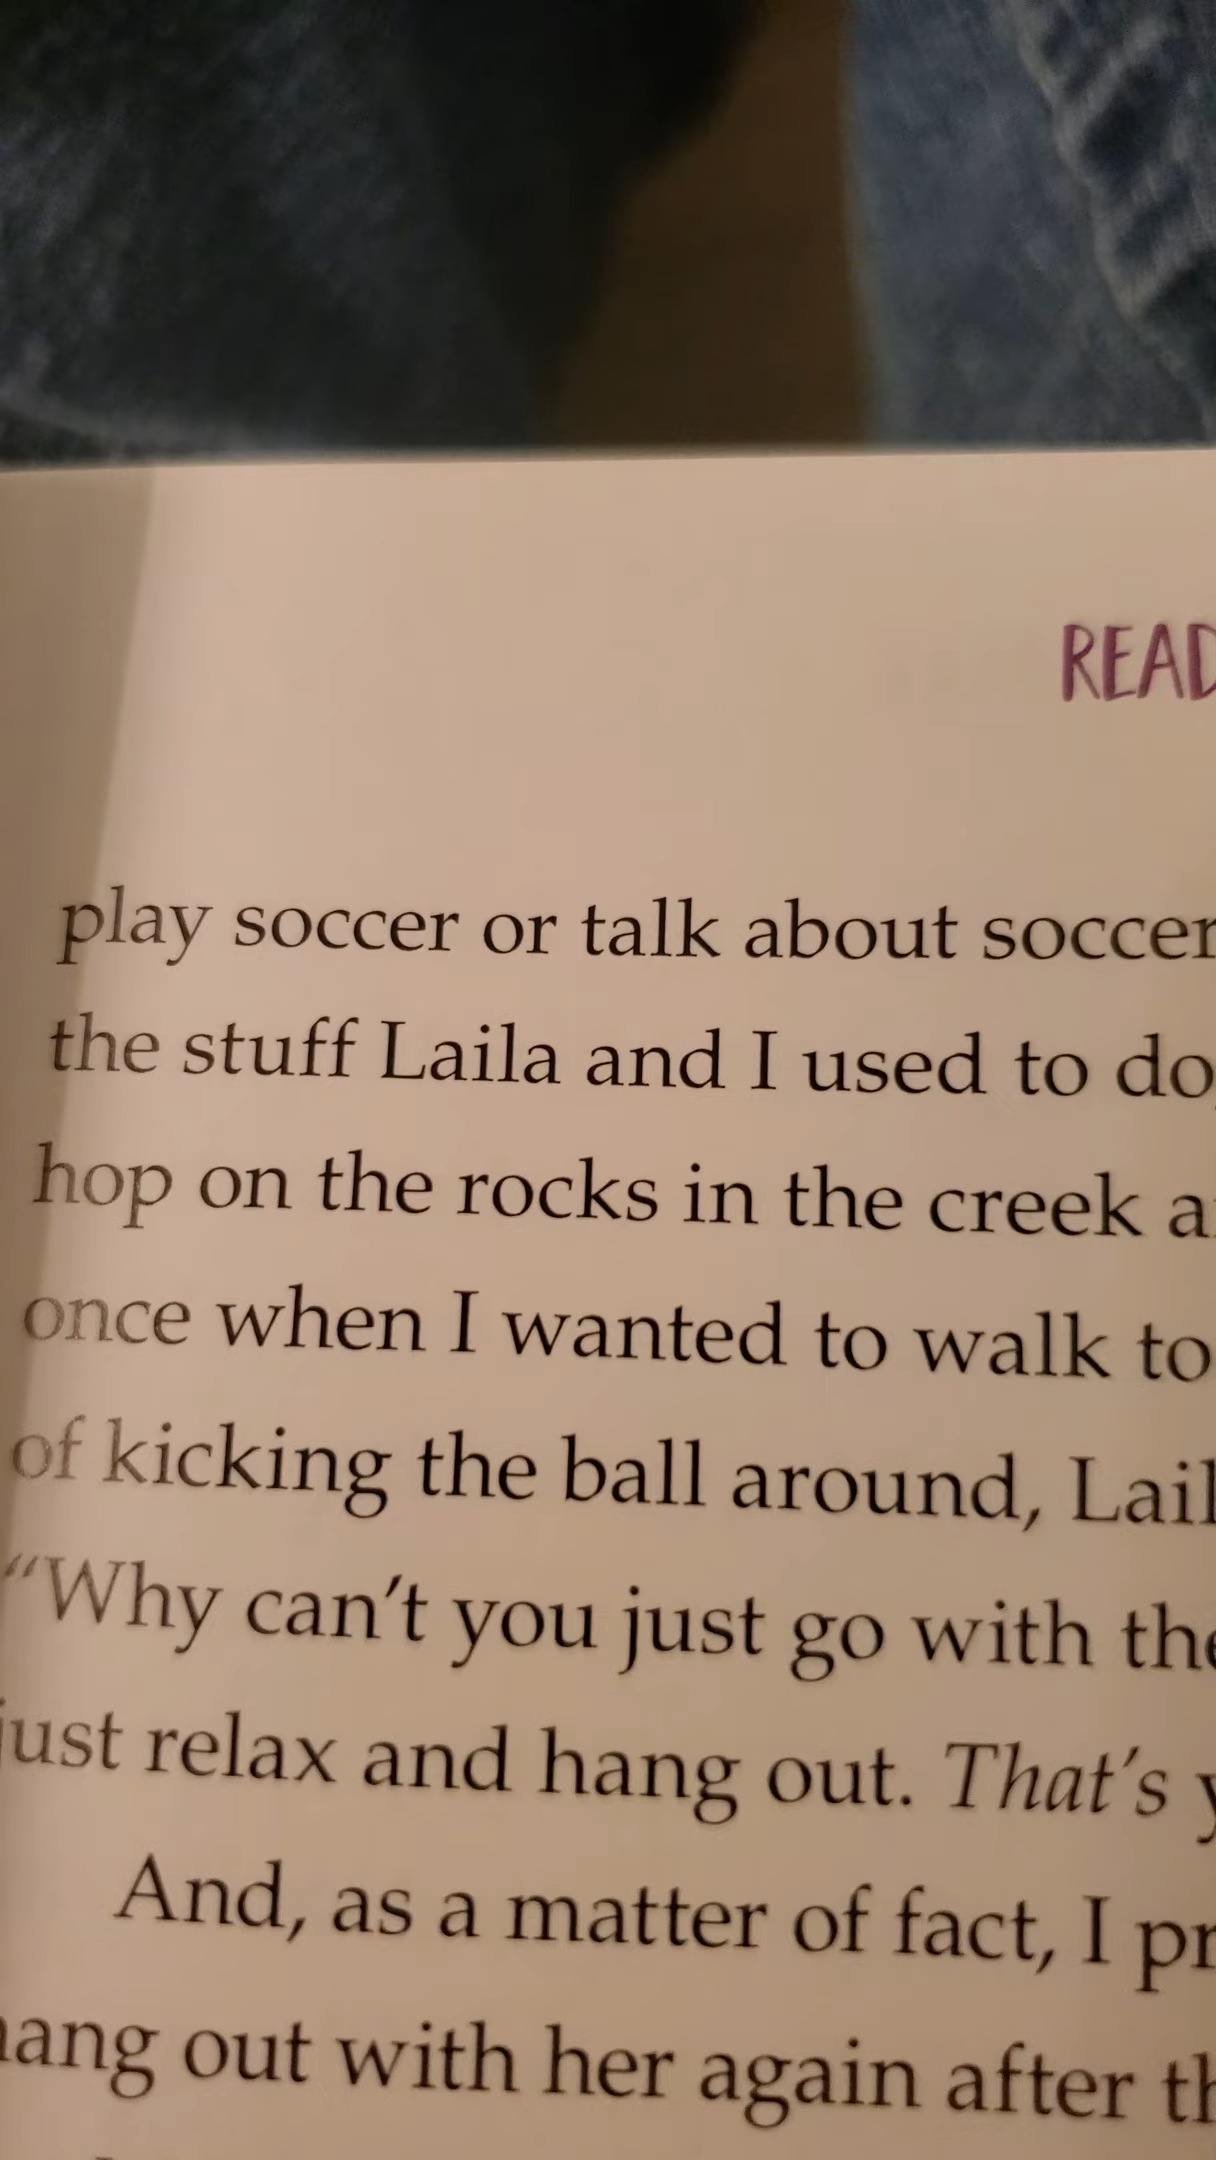 READ
play soccer or talk about soccer
the stuff Laila and I used to do,
hop on the rocks in the creek
once when I wanted to walk to
of kicking the ball around,
“Why can’t you just go with
just relax and hang out. That’s
And, as a matter of fact, I
hang out with her again after